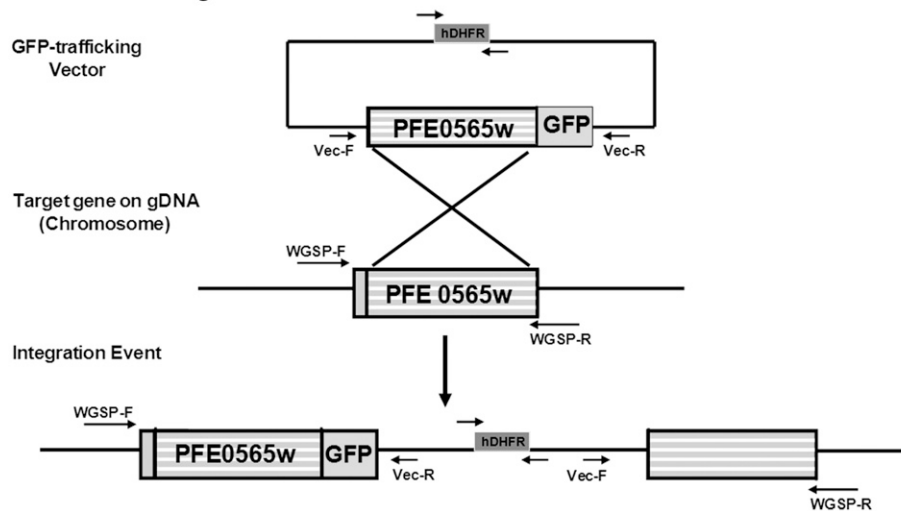 hDHFR
GFP-trafficking
Vector
PFE0565w
GFP
Vec-F
Vec-R
Target gene on gDNA
(Chromosome)
WGSP-F
PFE 0565w
WGSP-R
Integration Event
WGSP-F
hDHFR
PFE0565w
GFP
Vec-R
Vec-F
WGSP-R